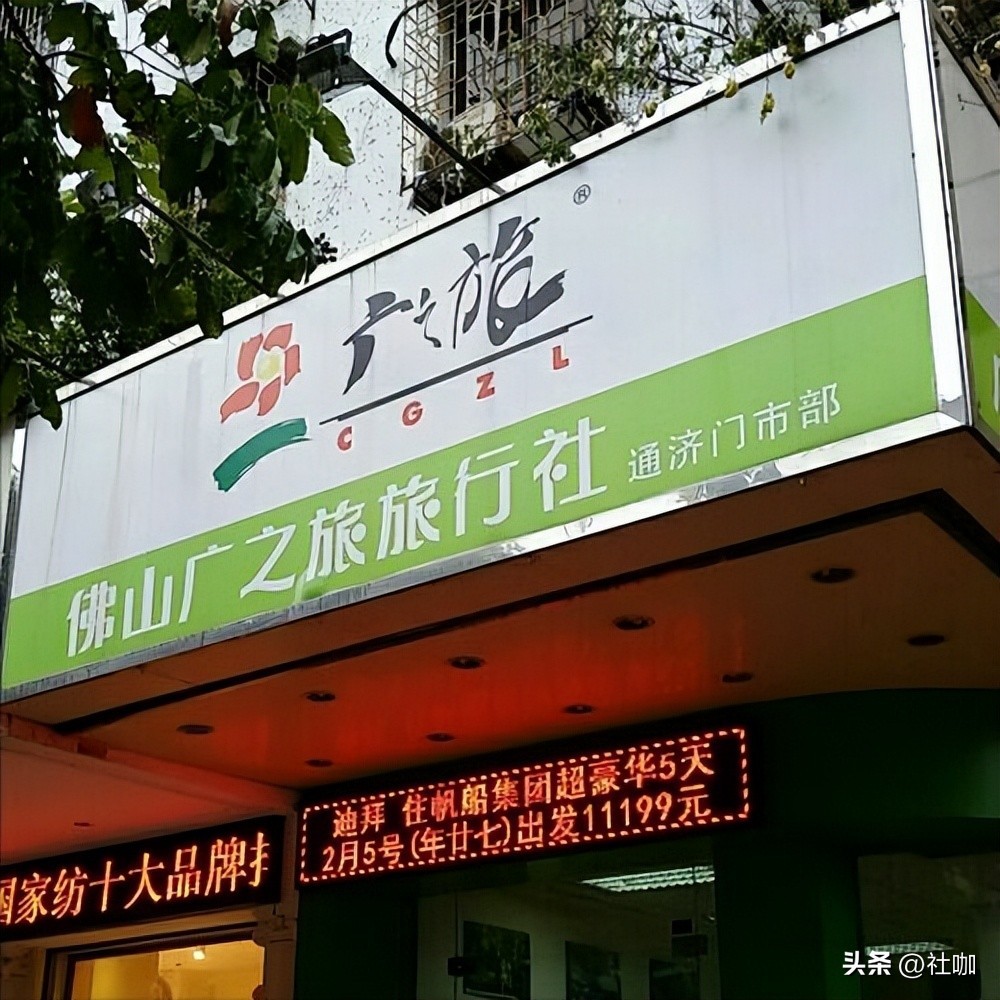 广之旅®
CGZL
佛山广之旅旅行社 通济门市部
迪拜 住帆船集团超豪华5天
2月5号(年廿七)出发11199元
国家纺十大品牌
头条 @社咖